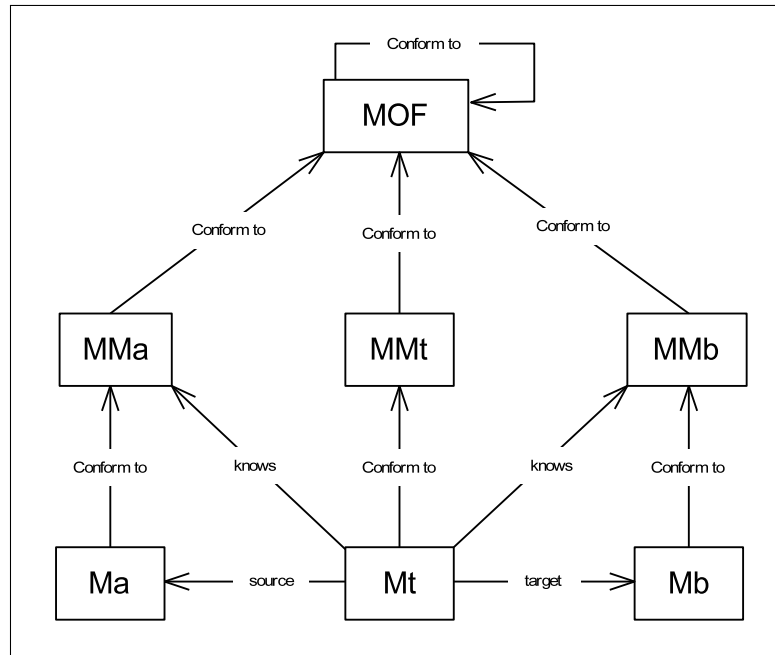 Conform to
MOF
Conform to
Conform to
Conform to
MMa
MMt
MMb
Conform to
knows
Conform to
knows
Conform to
Ma
source
Mt
target
Mb